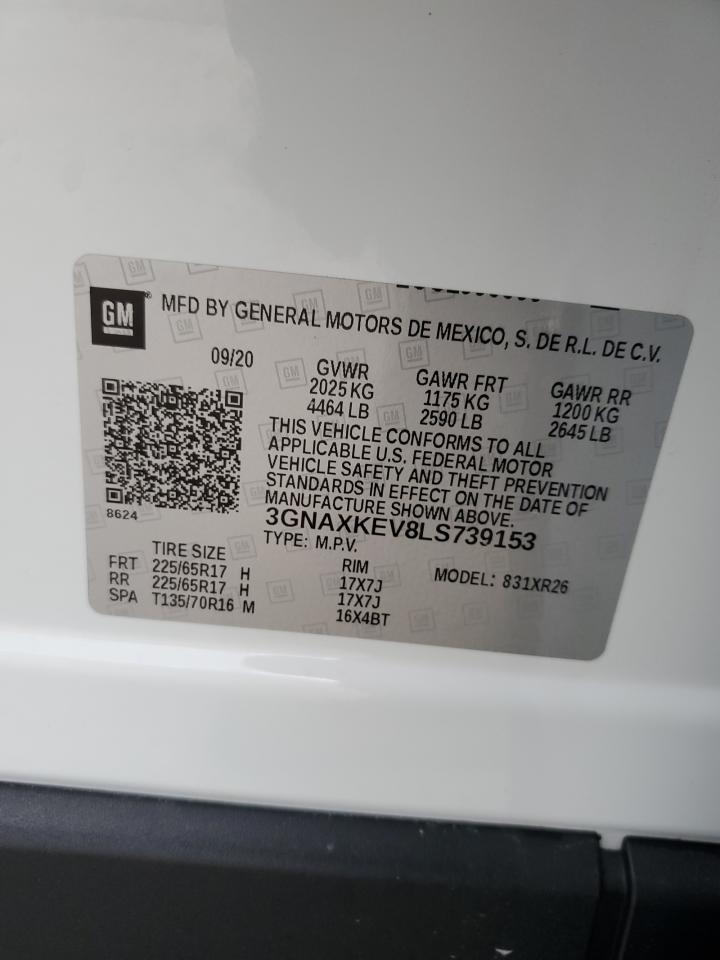 GM
MFD BY GENERAL MOTORS DE MEXICO, S. DE R.L. DE C.V.
09/20
GVWR GAWR FRT GAWR RR
2025 KG 1175 KG 1200 KG
4464 LB 2590 LB 2645 LB
THIS VEHICLE CONFORMS TO ALL
APPLICABLE U.S. FEDERAL MOTOR
VEHICLE SAFETY AND THEFT PREVENTION
STANDARDS IN EFFECT ON THE DATE OF
MANUFACTURE SHOWN ABOVE.
8624
3GNAXKEV8LS739153
TYPE: M.P.V.
TIRE SIZE RIM MODEL: 831XR26
FRT 225/65R17 H 17X7J
RR 225/65R17 H 17X7J
SPA T135/70R16 M 16X4BT